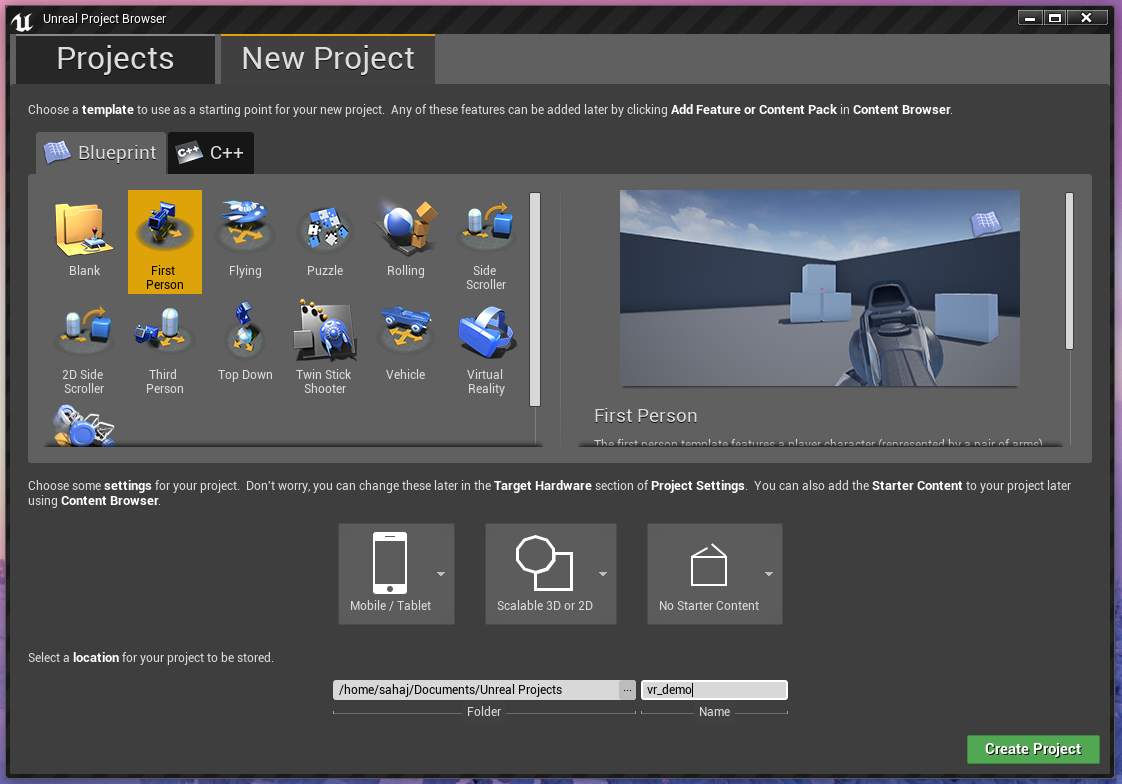 Unreal Project Browser
Projects
New Project
Choose a template to use as a starting point for your new project.  Any of these features can be added later by clicking Add Feature or Content Pack in Content Browser.
Blueprint
C++
C++
Blank
First
Person
Flying
Puzzle
Rolling
Side
Scroller
2D Side
Scroller
Third
Person
Top Down
Twin Stick
Shooter
Vehicle
Virtual
Reality
First Person
The first person template features a player character (represented by a pair of arms)
Choose some settings for your project.  Don't worry, you can change these later in the Target Hardware section of Project Settings.  You can also add the Starter Content to your project later
using Content Browser.
Mobile / Tablet
Scalable 3D or 2D
No Starter Content
Select a location for your project to be stored.
/home/sahaj/Documents/Unreal Projects
...
vr_demo
Folder
Name
Create Project